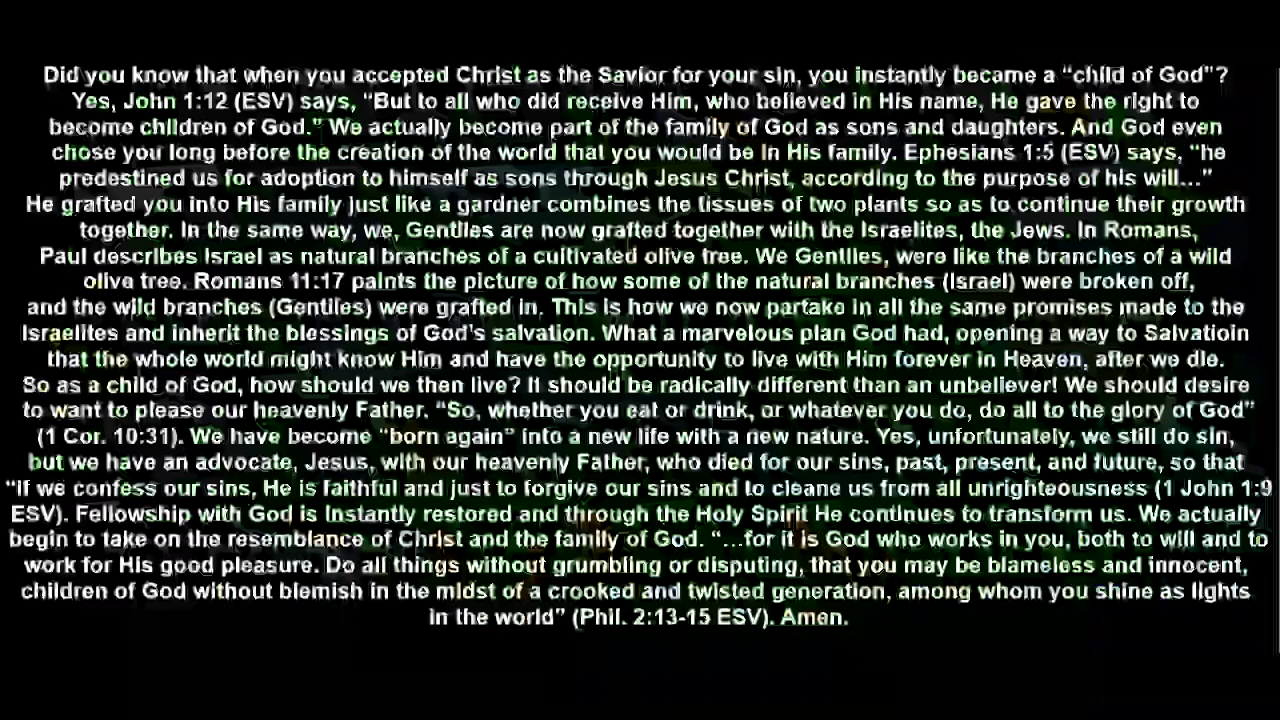 Did you know that when you accepted Christ as the Savior for your sin, you instantly became a “child of God”?
Yes, John 1:12 (ESV) says, “But to all who did receive Him, who believed in His name, He gave the right to
become children of God.” We actually become part of the family of God as sons and daughters. And God even
chose you long before the creation of the world that you would be in His family. Ephesians 1:5 (ESV) says, “he
predestined us for adoption to himself as sons through Jesus Christ, according to the purpose of his will...”
He grafted you into His family just like a gardner combines the tissues of two plants so as to continue their growth
together. In the same way, we, Gentiles are now grafted together with the Israelites, the Jews. In Romans,
Paul describes Israel as natural branches of a cultivated olive tree. We Gentiles, were like the branches of a wild
olive tree. Romans 11:17 paints the picture of how some of the natural branches (Israel) were broken off,
and the wild branches (Gentiles) were grafted in. This is how we now partake in all the same promises made to the
Israelites and inherit the blessings of God's salvation. What a marvelous plan God had, opening a way to Salvatioin
that the whole world might know Him and have the opportunity to live with Him forever in Heaven, after we die.
So as a child of God, how should we then live? It should be radically different than an unbeliever! We should desire
to want to please our heavenly Father. “So, whether you eat or drink, or whatever you do, do all to the glory of God”
(1 Cor. 10:31). We have become “born again” into a new life with a new nature. Yes, unfortunately, we still do sin,
but we have an advocate, Jesus, with our heavenly Father, who died for our sins, past, present, and future, so that
“If we confess our sins, He is faithful and just to forgive our sins and to cleane us from all unrighteousness (1 John 1:9
ESV). Fellowship with God is instantly restored and through the Holy Spirit He continues to transform us. We actually
begin to take on the resemblance of Christ and the family of God. “...for it is God who works in you, both to will and to
work for His good pleasure. Do all things without grumbling or disputing, that you may be blameless and innocent,
children of God without blemish in the midst of a crooked and twisted generation, among whom you shine as lights
in the world” (Phil. 2:13-15 ESV). Amen.